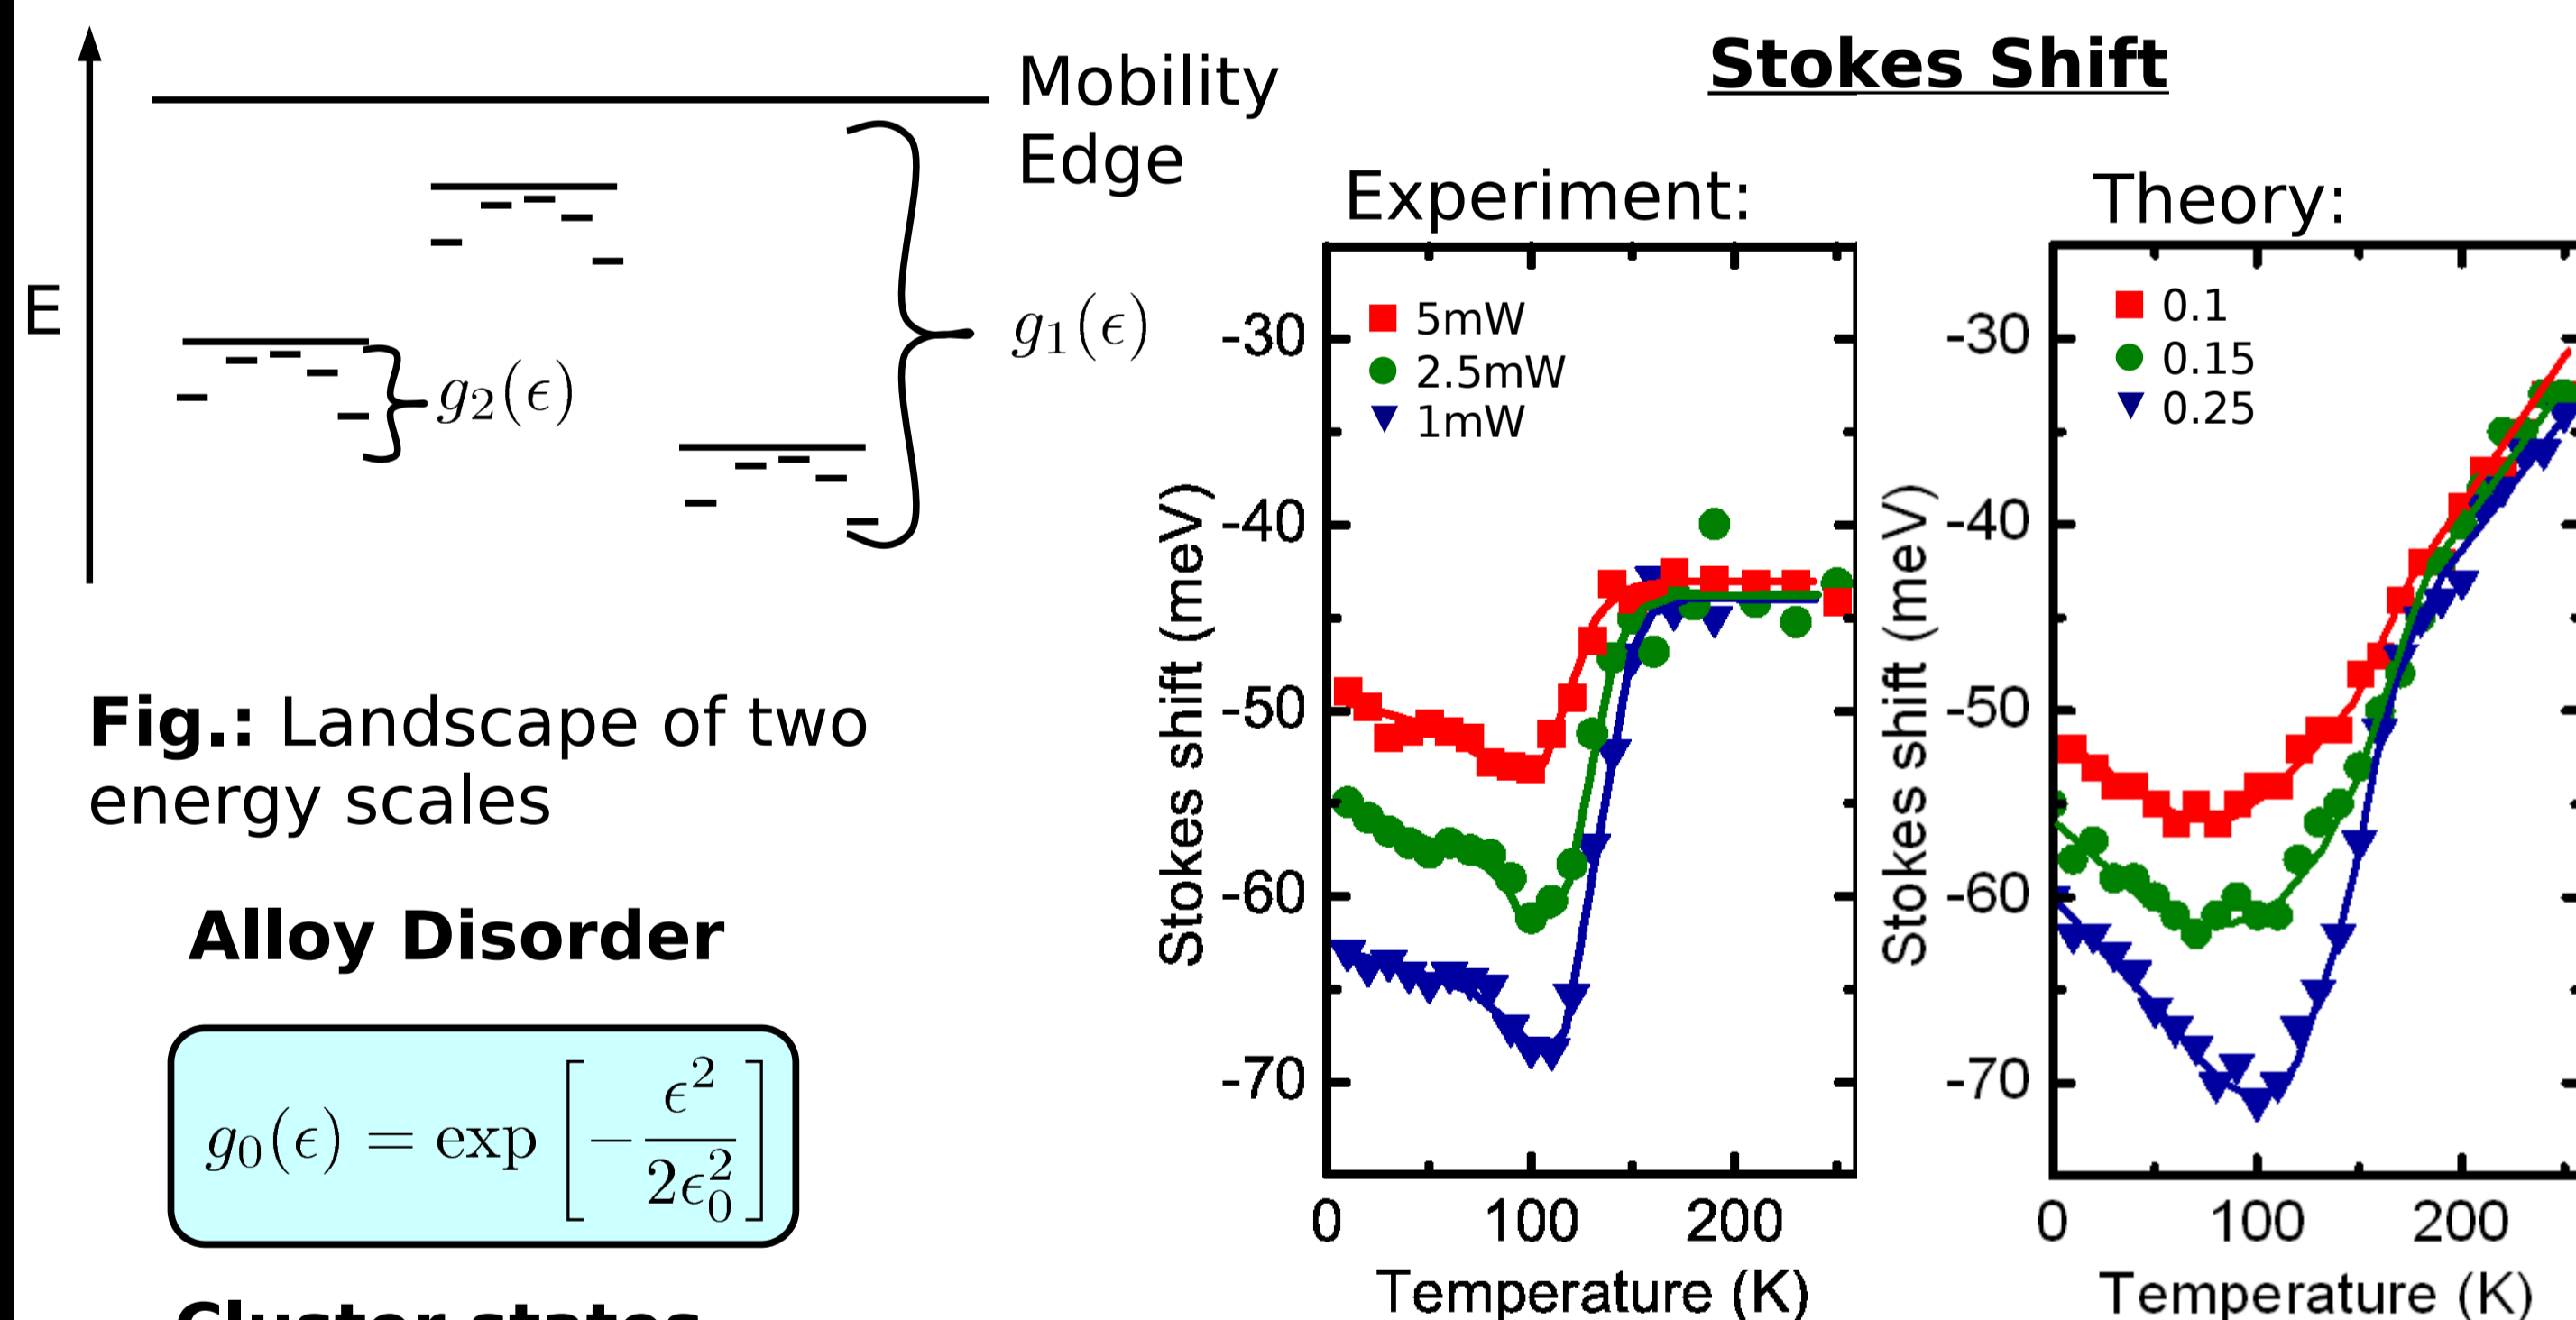 Mobility
Edge
E
g₁(ϵ)
g₂(ϵ)
Fig.: Landscape of two
energy scales
Alloy Disorder
g₀(ϵ) = exp [ − ϵ² / 2ϵ₀² ]
Cluster states
Stokes Shift
Experiment:
5mW
2.5mW
1mW
-30
-40
-50
-60
-70
Stokes shift (meV)
0 100 200
Temperature (K)
Theory:
0.1
0.15
0.25
-30
-40
-50
-60
-70
Stokes shift (meV)
0 100 200
Temperature (K)